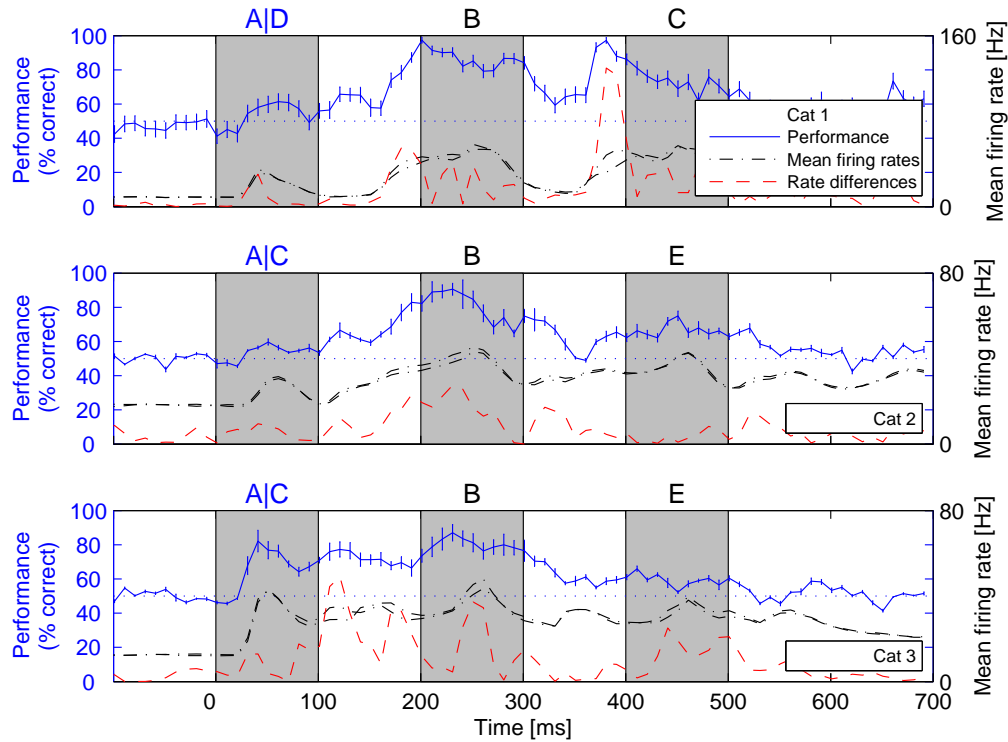 A|D B C
100
80
60
40
20
0
Performance
(% correct)
160
0
Mean firing rate [Hz]
Cat 1
Performance
Mean firing rates
Rate differences
A|C B E
100
80
60
40
20
0
Performance
(% correct)
80
0
Mean firing rate [Hz]
Cat 2
A|C B E
100
80
60
40
20
0
Performance
(% correct)
80
0
Mean firing rate [Hz]
Cat 3
0 100 200 300 400 500 600 700
Time [ms]